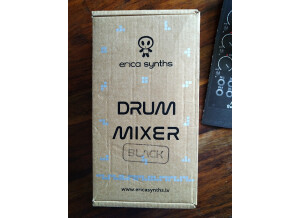 erica synths
DRUM
MIXER
BLACK
www.ericasynths.lv